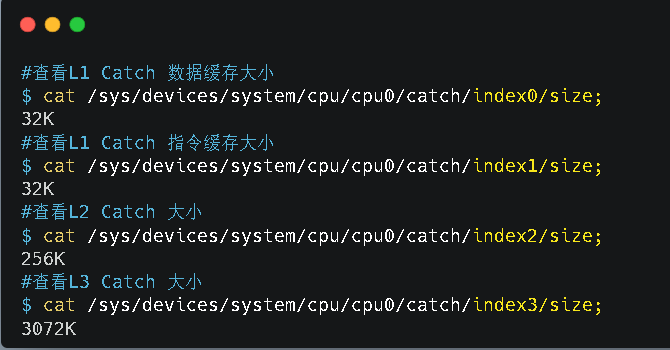 #查看L1 Catch 数据缓存大小
$ cat /sys/devices/system/cpu/cpu0/catch/index0/size;
32K
#查看L1 Catch 指令缓存大小
$ cat /sys/devices/system/cpu/cpu0/catch/index1/size;
32K
#查看L2 Catch 大小
$ cat /sys/devices/system/cpu/cpu0/catch/index2/size;
256K
#查看L3 Catch 大小
$ cat /sys/devices/system/cpu/cpu0/catch/index3/size;
3072K